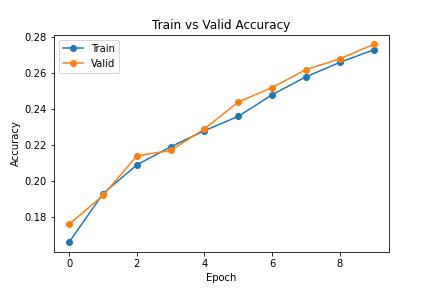 Train vs Valid Accuracy
0.28
0.26
0.24
0.22
0.20
0.18
Accuracy
Train
Valid
0 2 4 6 8
Epoch